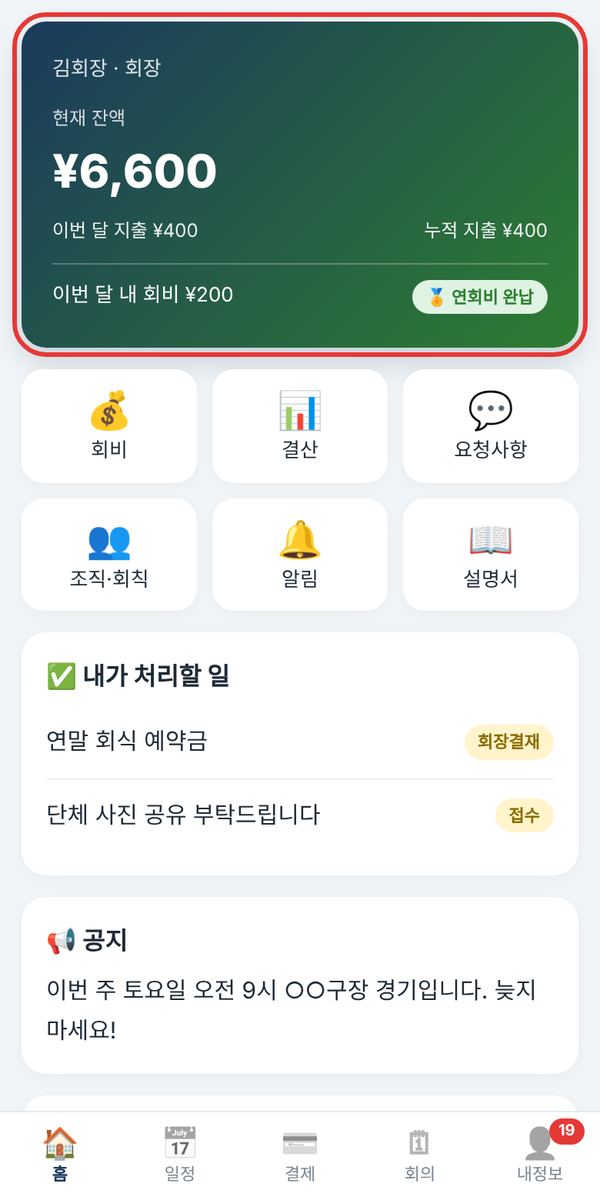 김회장 · 회장
현재 잔액
¥6,600
이번 달 지출 ¥400
누적 지출 ¥400
이번 달 내 회비 ¥200
🏅 연회비 완납
회비
결산
요청사항
조직·회칙
알림
설명서
✅ 내가 처리할 일
연말 회식 예약금
회장결재
단체 사진 공유 부탁드립니다
접수
📢 공지
이번 주 토요일 오전 9시 ○○구장 경기입니다. 늦지
마세요!
July
17
19
홈
일정
결제
회의
내정보